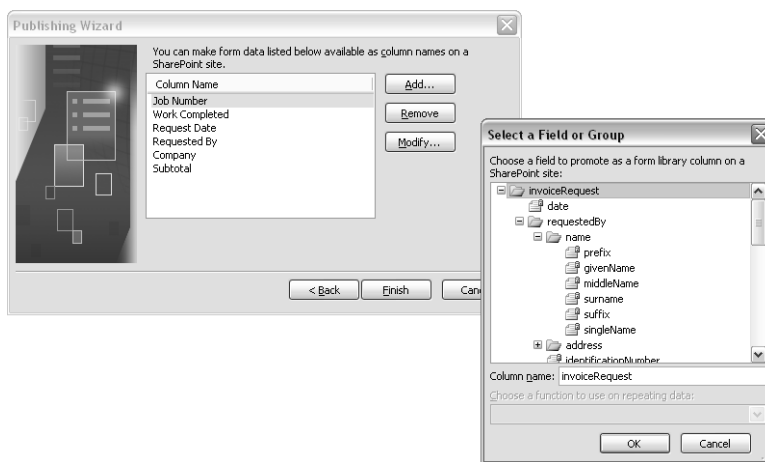 Publishing Wizard
You can make form data listed below available as column names on a
SharePoint site.
Column Name
Job Number
Work Completed
Request Date
Requested By
Company
Subtotal
Add...
Remove
Modify...
< Back
Finish
Can
Select a Field or Group
Choose a field to promote as a form library column on a
SharePoint site:
invoiceRequest
date
requestedBy
name
prefix
givenName
middleName
surname
suffix
singleName
address
identificationNumber
Column name: invoiceRequest
Choose a function to use on repeating data:
OK
Cancel